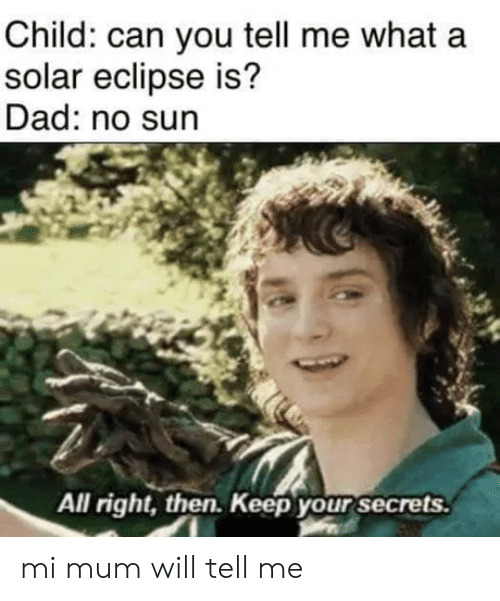 Child: can you tell me what a
solar eclipse is?
Dad: no sun
All right, then. Keep your secrets.
mi mum will tell me